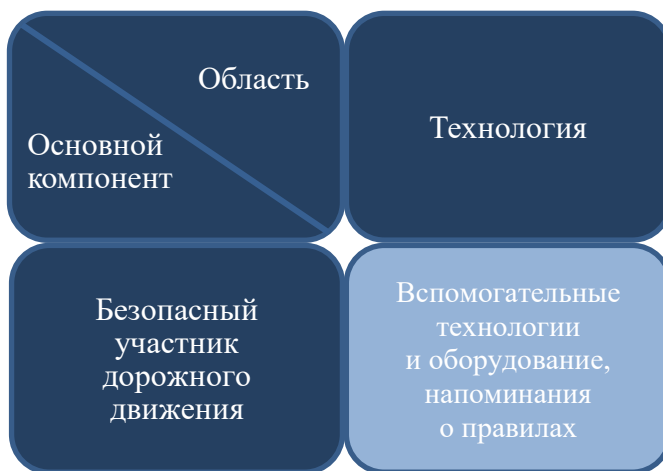 Область
Основной
компонент
Технология
Безопасный
участник
дорожного
движения
Вспомогательные
технологии
и оборудование,
напоминания
о правилах